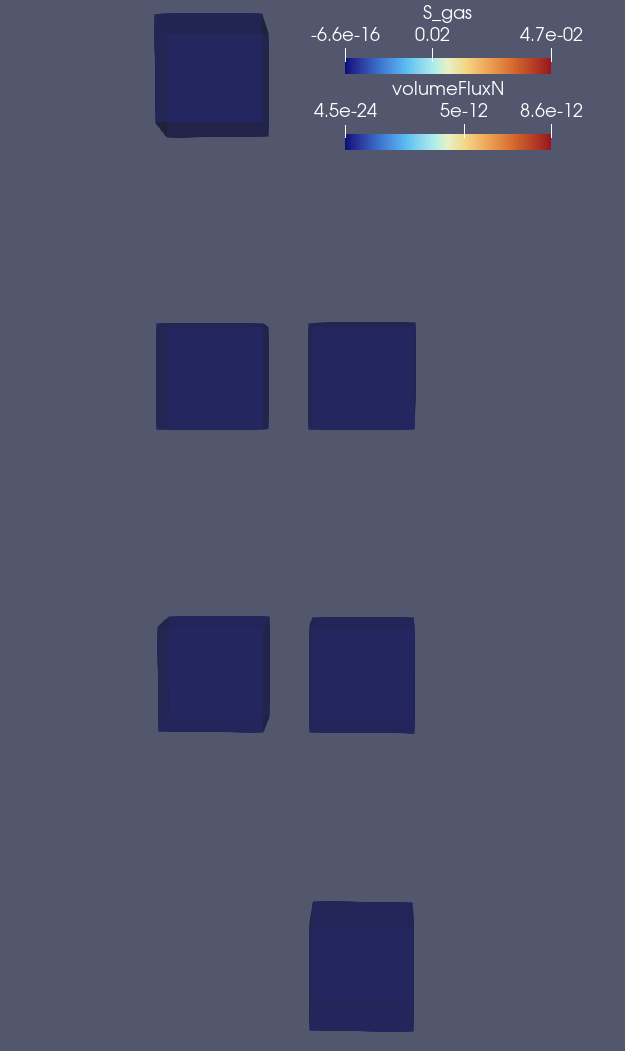 S_gas
-6.6e-16 0.02 4.7e-02
volumeFluxN
4.5e-24 5e-12 8.6e-12